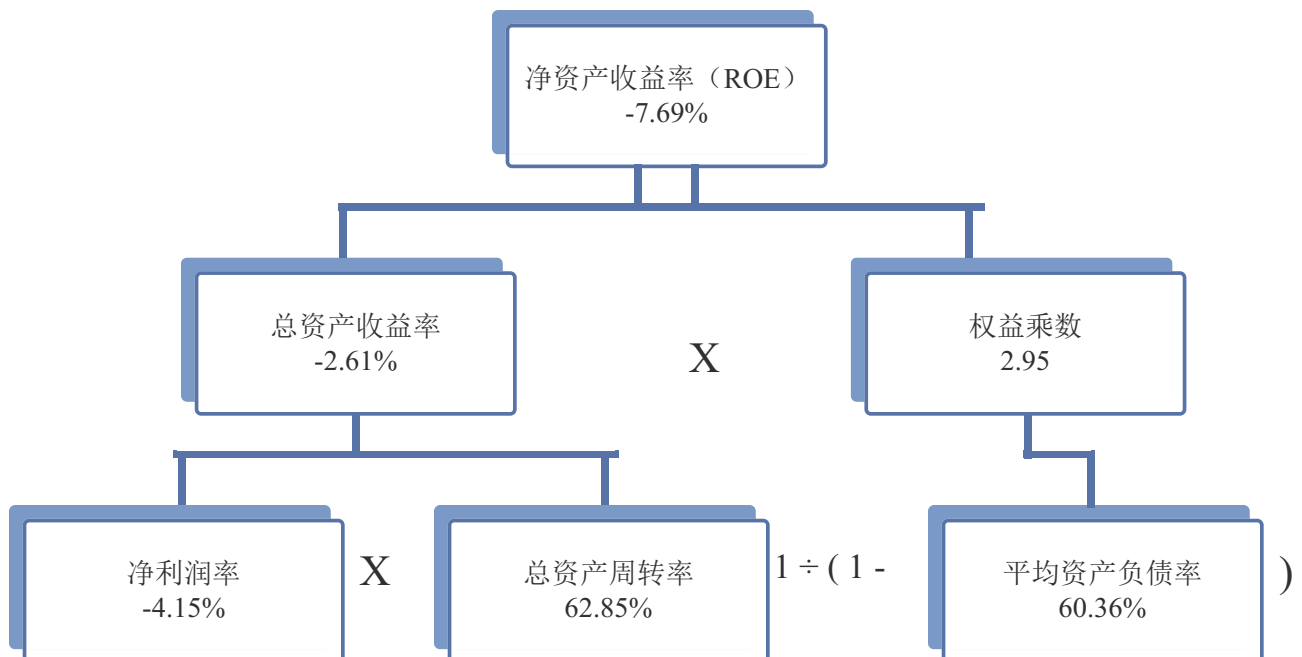 净资产收益率（ROE）
-7.69%
总资产收益率
-2.61%
X
权益乘数
2.95
净利润率
-4.15%
X
总资产周转率
62.85%
1 ÷ ( 1 -
平均资产负债率
60.36%
)